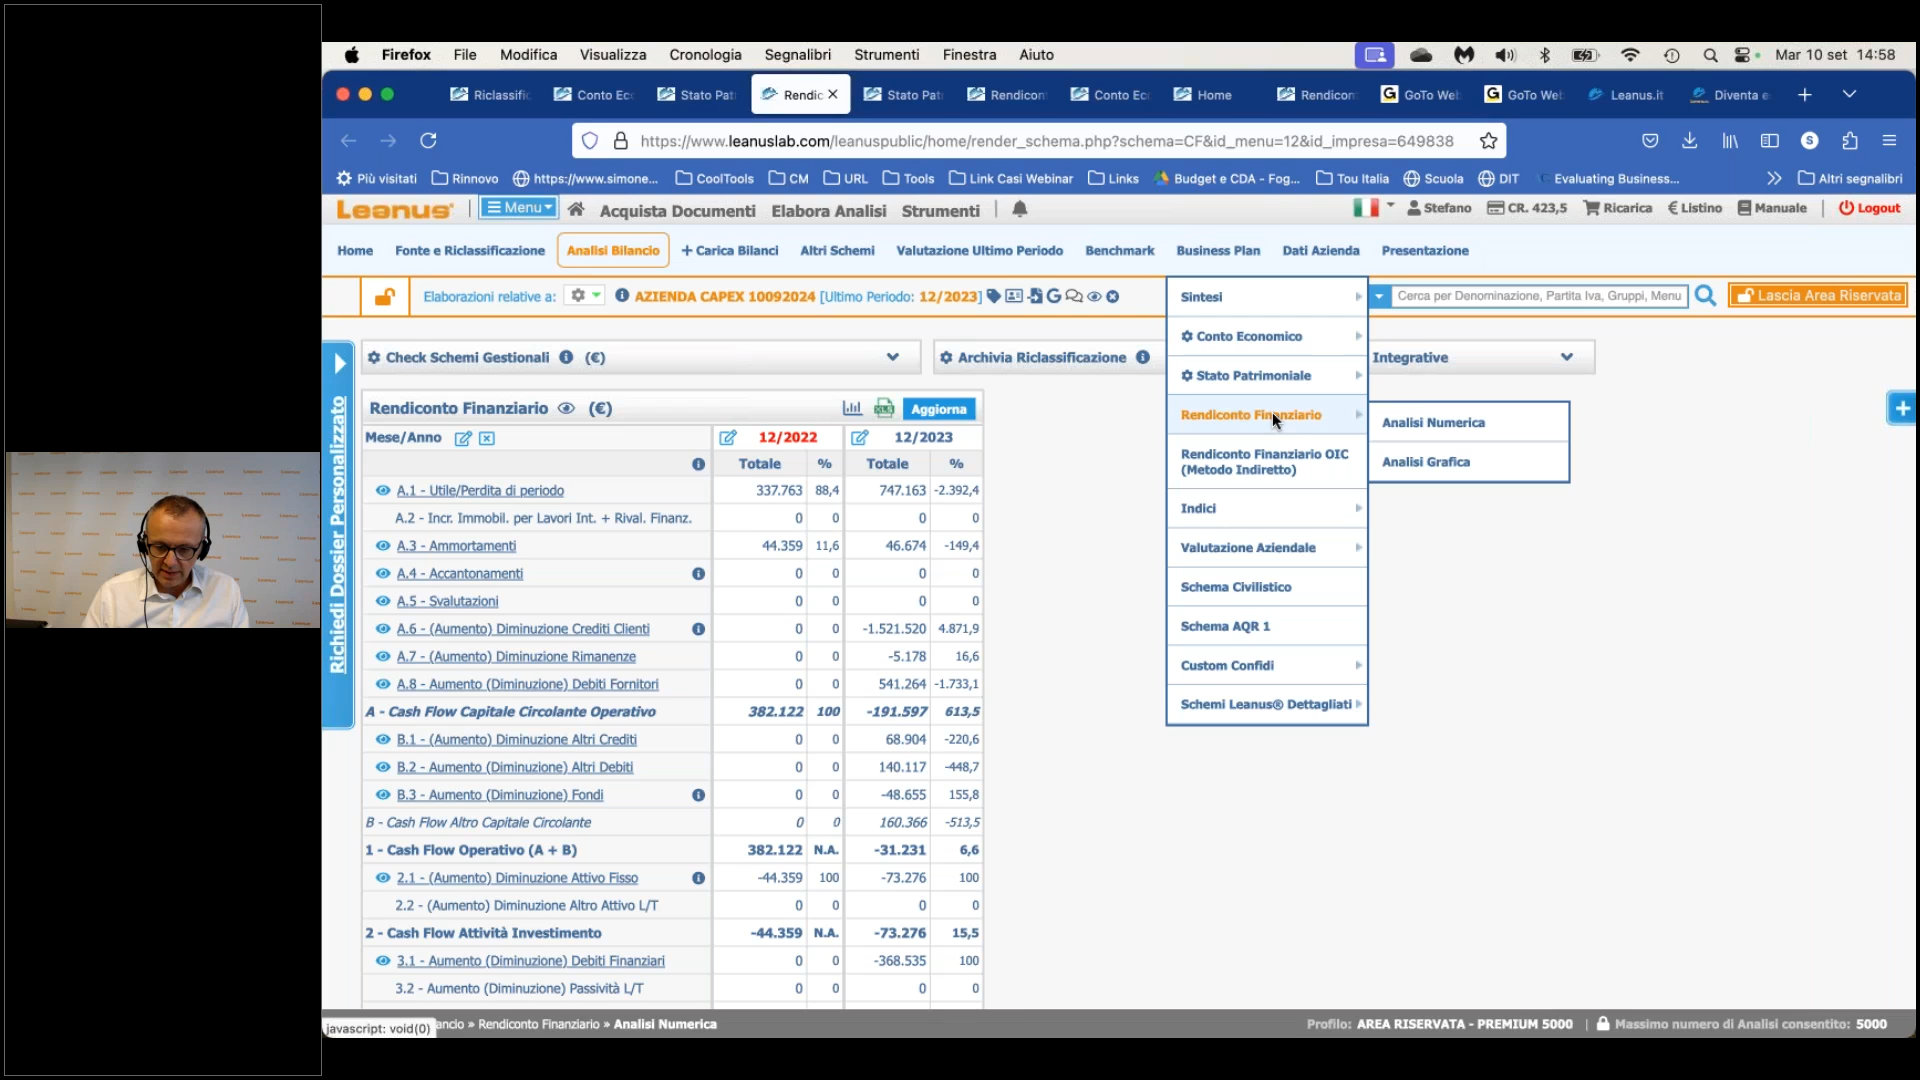 Firefox File Modifica Visualizza Cronologia Segnalibri Strumenti Finestra Aiuto Mar 10 set 14:58
Riclassific Conto Ec Stato Pat Rendic Stato Pat Rendicon Conto Ec Home Rendicon GoTo We GoTo We Leanus.it Diventa e
https://www.leanuslab.com/leanuspublic/home/render_schema.php?schema=CF&id_menu=12&id_impresa=649838
Più visitati Rinnovo https://www.simone... CoolTools CM URL Tools Link Casi Webinar Links Budget e CDA - Fog... Tou Italia Scuola DIT Evaluating Business... Altri segnalibri
Leanus® Menu Acquista Documenti Elabora Analisi Strumenti Stefano CR. 423,5 Ricarica € Listino Manuale Logout
Home Fonte e Riclassificazione Analisi Bilancio + Carica Bilanci Altri Schemi Valutazione Ultimo Periodo Benchmark Business Plan Dati Azienda Presentazione
Elaborazioni relative a: AZIENDA CAPEX 10092024 [Ultimo Periodo: 12/2023] Cerca per Denominazione, Partita Iva, Gruppi, Menu Lascia Area Riservata
Sintesi
Conto Economico
Stato Patrimoniale
Rendiconto Finanziario
Rendiconto Finanziario OIC
(Metodo Indiretto)
Indici
Valutazione Aziendale
Schema Civilistico
Schema AQR 1
Custom Confidi
Schemi Leanus® Dettagliati
Analisi Numerica
Analisi Grafica
Richiedi Dossier Personalizzato
Check Schemi Gestionali (€) Archivia Riclassificazione Integrative
Rendiconto Finanziario (€) XLS Aggiorna
Mese/Anno 12/2022 12/2023
Totale % Totale %
A.1 - Utile/Perdita di periodo 337.763 88,4 747.163 -2.392,4
A.2 - Incr. Immobil. per Lavori Int. + Rival. Finanz. 0 0 0 0
A.3 - Ammortamenti 44.359 11,6 46.674 -149,4
A.4 - Accantonamenti 0 0 0 0
A.5 - Svalutazioni 0 0 0 0
A.6 - (Aumento) Diminuzione Crediti Clienti 0 0 -1.521.520 4.871,9
A.7 - (Aumento) Diminuzione Rimanenze 0 0 -5.178 16,6
A.8 - Aumento (Diminuzione) Debiti Fornitori 0 0 541.264 -1.733,1
A - Cash Flow Capitale Circolante Operativo 382.122 100 -191.597 613,5
B.1 - (Aumento) Diminuzione Altri Crediti 0 0 68.904 -220,6
B.2 - Aumento (Diminuzione) Altri Debiti 0 0 140.117 -448,7
B.3 - Aumento (Diminuzione) Fondi 0 0 -48.655 155,8
B - Cash Flow Altro Capitale Circolante 0 0 160.366 -513,5
1 - Cash Flow Operativo (A + B) 382.122 N.A. -31.231 6,6
2.1 - (Aumento) Diminuzione Attivo Fisso -44.359 100 -73.276 100
2.2 - (Aumento) Diminuzione Altro Attivo L/T 0 0 0 0
2 - Cash Flow Attività Investimento -44.359 N.A. -73.276 15,5
3.1 - Aumento (Diminuzione) Debiti Finanziari 0 0 -368.535 100
3.2 - Aumento (Diminuzione) Passività L/T 0 0 0 0
javascript: void(0) ancio » Rendiconto Finanziario » Analisi Numerica Profilo: AREA RISERVATA - PREMIUM 5000 | Massimo numero di Analisi consentito: 5000